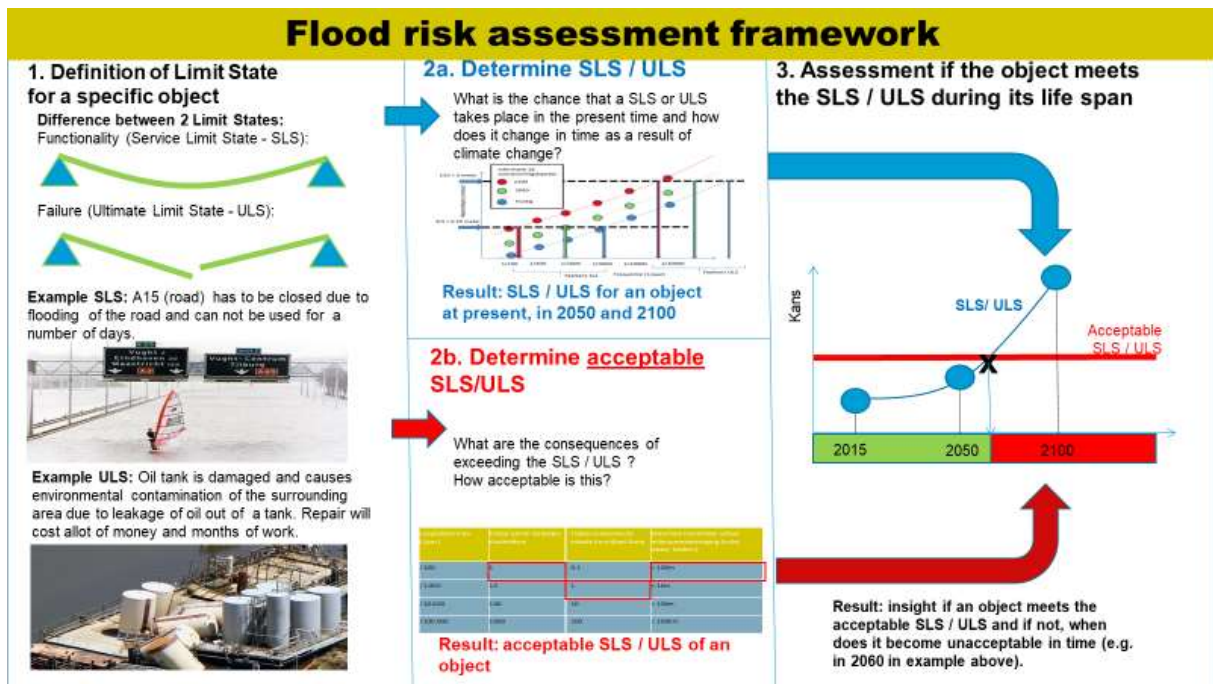 Flood risk assessment framework
1. Definition of Limit State
for a specific object
Difference between 2 Limit States:
Functionality (Service Limit State - SLS):
Failure (Ultimate Limit State - ULS):
Example SLS: A15 (road) has to be closed due to
flooding of the road and can not be used for a
number of days.
Vught
Eindhoven
Maastricht
A2
Vught-Centrum
Tilburg
Example ULS: Oil tank is damaged and causes
environmental contamination of the surrounding
area due to leakage of oil out of a tank. Repair will
cost allot of money and months of work.
2a. Determine SLS / ULS
What is the chance that a SLS or ULS
takes place in the present time and how
does it change in time as a result of
climate change?
Result: SLS / ULS for an object
at present, in 2050 and 2100
2b. Determine acceptable
SLS/ULS
What are the consequences of
exceeding the SLS / ULS ?
How acceptable is this?
Result: acceptable SLS / ULS of an
object
3. Assessment if the object meets
the SLS / ULS during its life span
Kans
SLS/ ULS
Acceptable
SLS / ULS
X
2015
2050
2100
Result: insight if an object meets the
acceptable SLS / ULS and if not, when
does it become unacceptable in time (e.g.
in 2060 in example above).